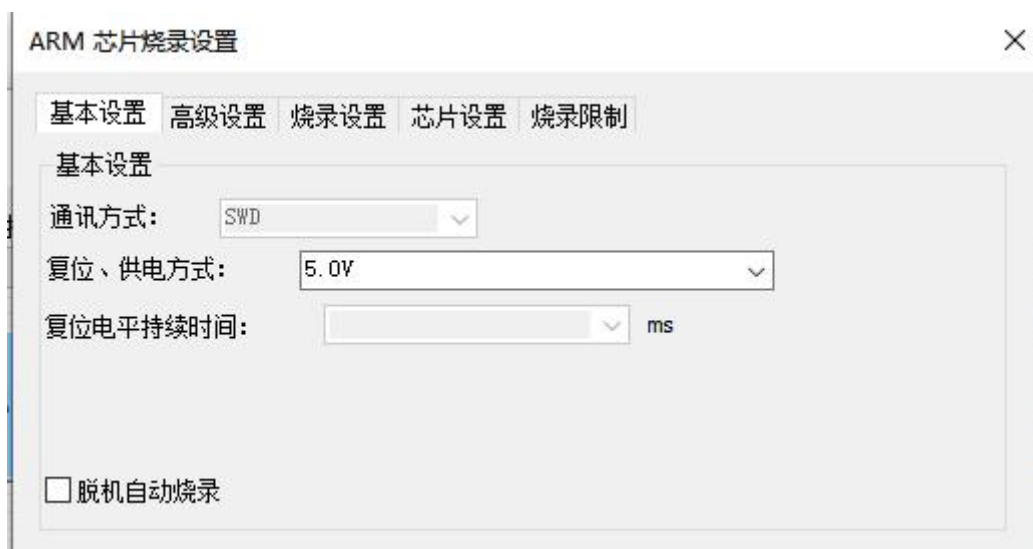 ARM 芯片烧录设置
基本设置 高级设置 烧录设置 芯片设置 烧录限制
基本设置
通讯方式： SWD
复位、供电方式： 5.0V
复位电平持续时间： ms
脱机自动烧录